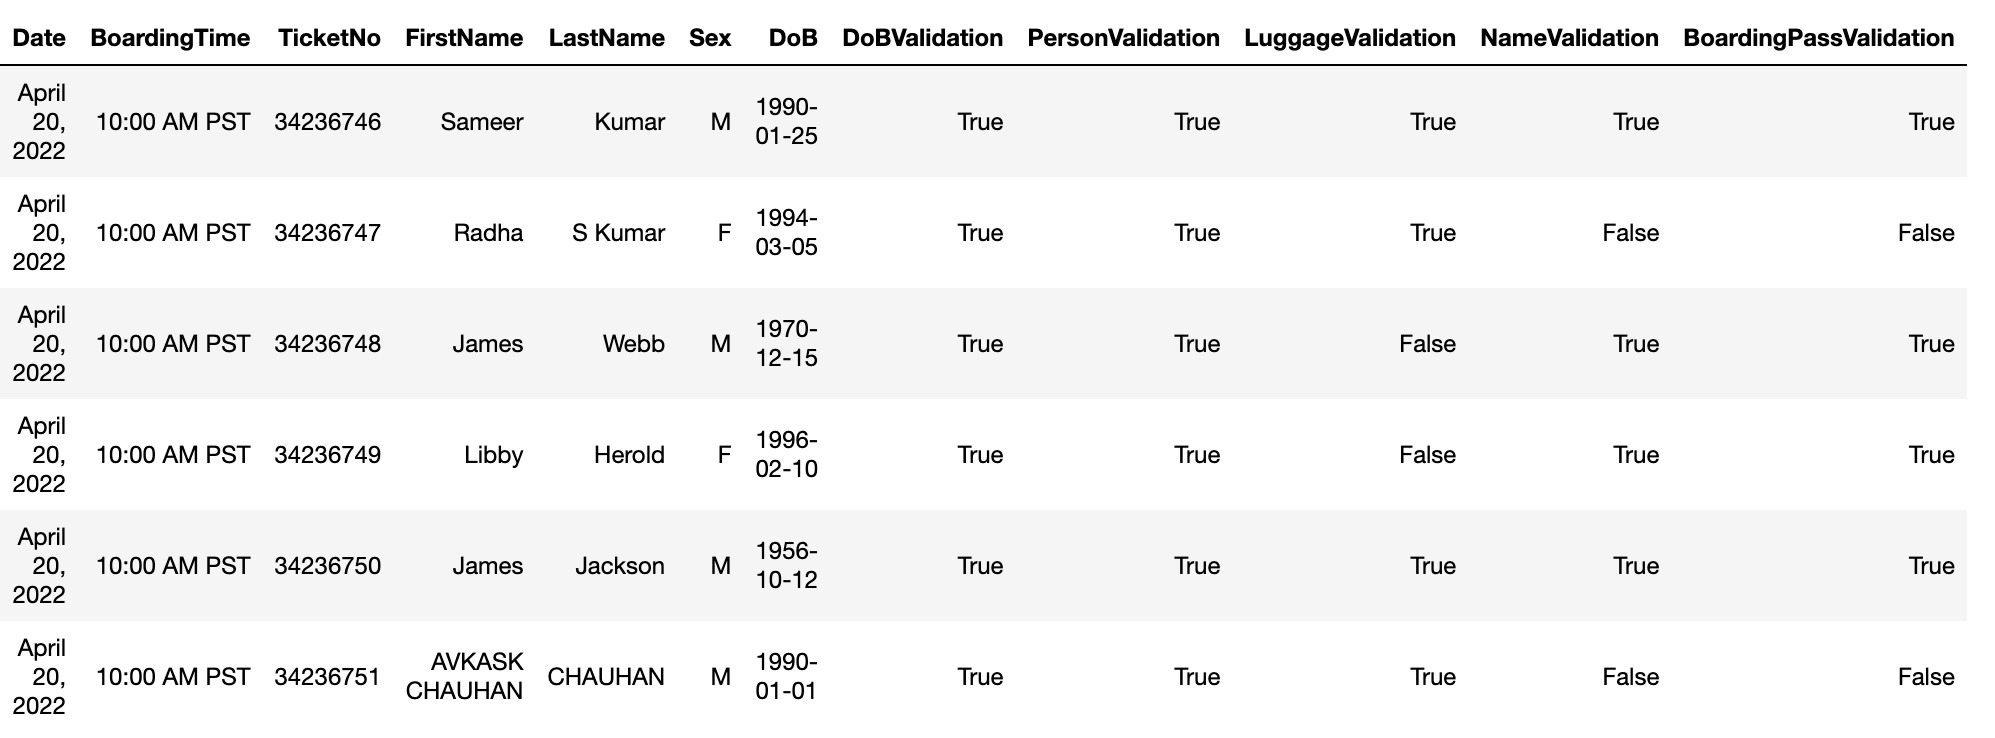 Date BoardingTime TicketNo FirstName LastName Sex DoB DoBValidation PersonValidation LuggageValidation NameValidation BoardingPassValidation
April
20,
2022 10:00 AM PST 34236746 Sameer Kumar M 1990-
01-25 True True True True True
April
20,
2022 10:00 AM PST 34236747 Radha S Kumar F 1994-
03-05 True True True False False
April
20,
2022 10:00 AM PST 34236748 James Webb M 1970-
12-15 True True False True True
April
20,
2022 10:00 AM PST 34236749 Libby Herold F 1996-
02-10 True True False True True
April
20,
2022 10:00 AM PST 34236750 James Jackson M 1956-
10-12 True True True True True
April
20,
2022 10:00 AM PST 34236751 AVKASK
CHAUHAN CHAUHAN M 1990-
01-01 True True True False False